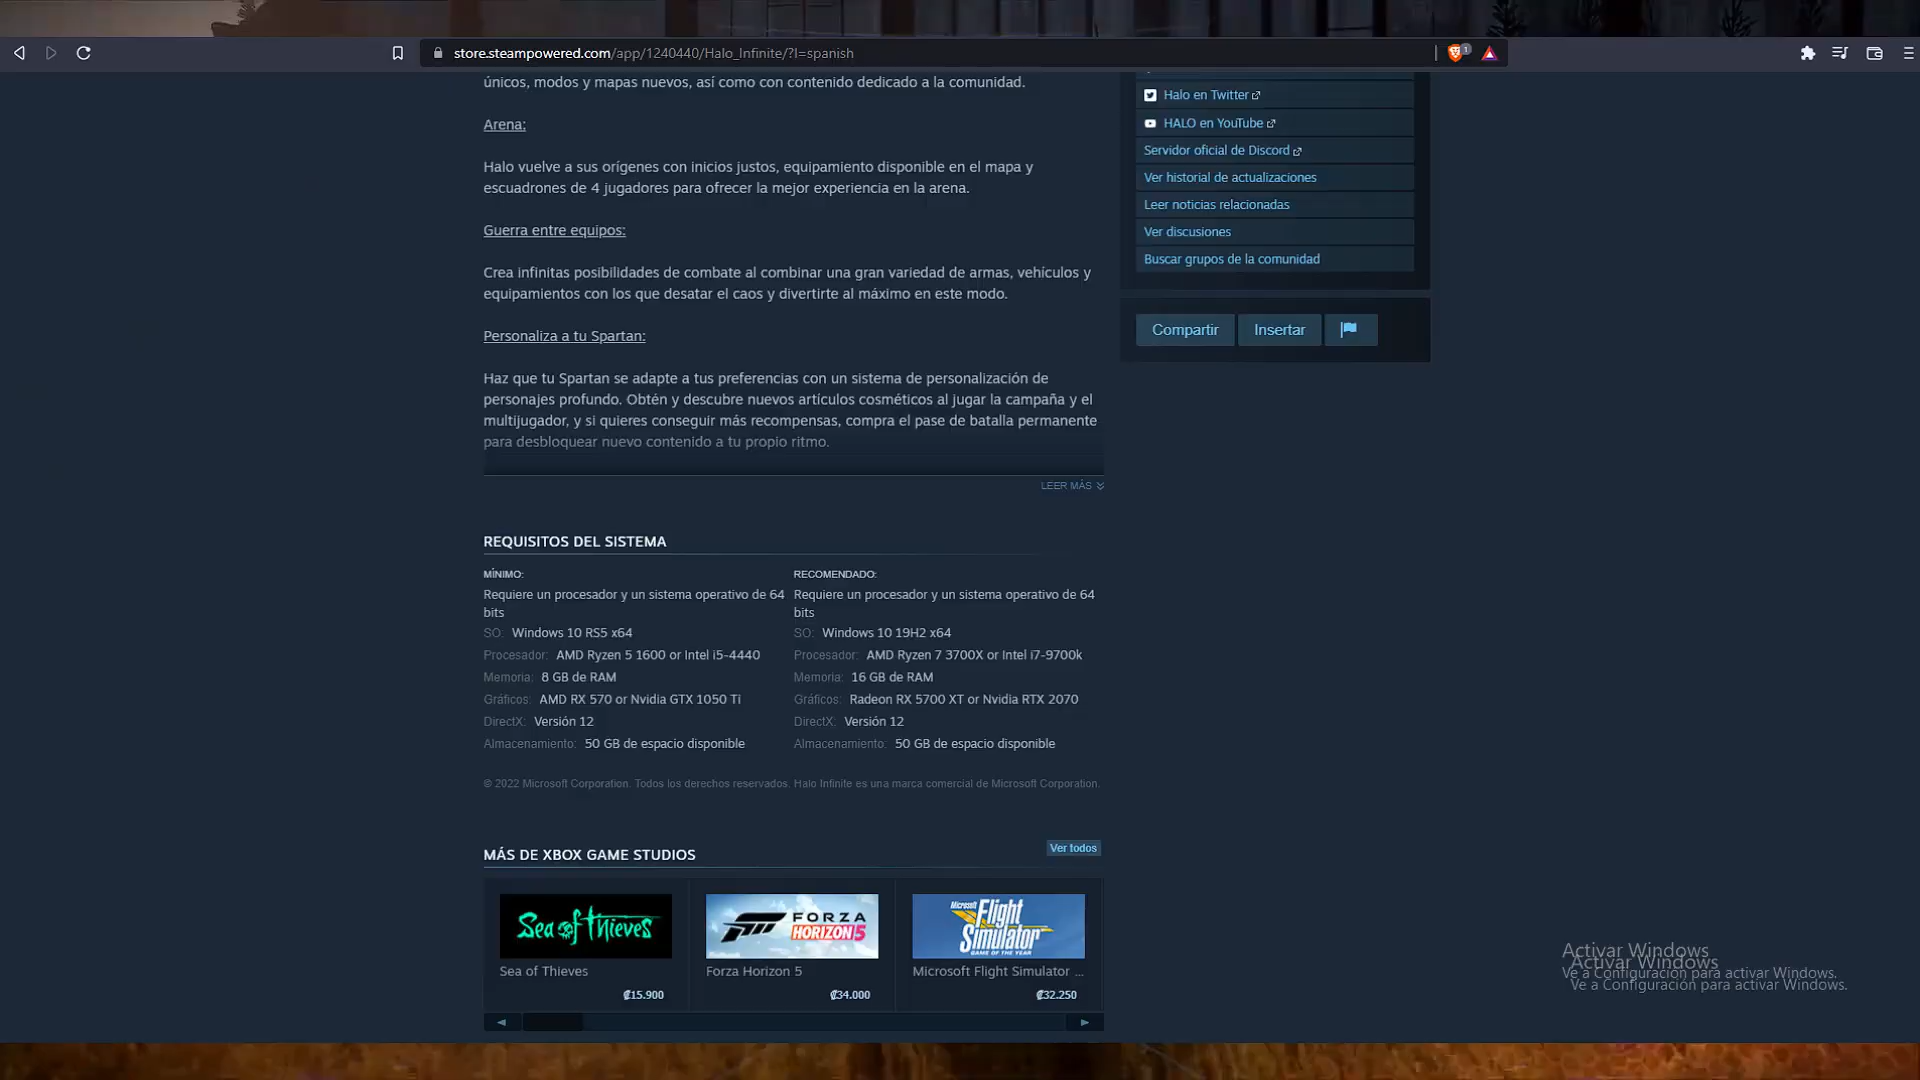 store.steampowered.com/app/1240440/Halo_Infinite/?l=spanish
1
únicos, modos y mapas nuevos, así como con contenido dedicado a la comunidad.
Arena:
Halo vuelve a sus orígenes con inicios justos, equipamiento disponible en el mapa y
escuadrones de 4 jugadores para ofrecer la mejor experiencia en la arena.
Guerra entre equipos:
Crea infinitas posibilidades de combate al combinar una gran variedad de armas, vehículos y
equipamientos con los que desatar el caos y divertirte al máximo en este modo.
Personaliza a tu Spartan:
Haz que tu Spartan se adapte a tus preferencias con un sistema de personalización de
personajes profundo. Obtén y descubre nuevos artículos cosméticos al jugar la campaña y el
multijugador, y si quieres conseguir más recompensas, compra el pase de batalla permanente
para desbloquear nuevo contenido a tu propio ritmo.
LEER MÁS
Halo en Twitter
HALO en YouTube
Servidor oficial de Discord
Ver historial de actualizaciones
Leer noticias relacionadas
Ver discusiones
Buscar grupos de la comunidad
Compartir
Insertar
REQUISITOS DEL SISTEMA
MÍNIMO:
Requiere un procesador y un sistema operativo de 64
bits
SO: Windows 10 RS5 x64
Procesador: AMD Ryzen 5 1600 or Intel i5-4440
Memoria: 8 GB de RAM
Gráficos: AMD RX 570 or Nvidia GTX 1050 Ti
DirectX: Versión 12
Almacenamiento: 50 GB de espacio disponible
RECOMENDADO:
Requiere un procesador y un sistema operativo de 64
bits
SO: Windows 10 19H2 x64
Procesador: AMD Ryzen 7 3700X or Intel i7-9700k
Memoria: 16 GB de RAM
Gráficos: Radeon RX 5700 XT or Nvidia RTX 2070
DirectX: Versión 12
Almacenamiento: 50 GB de espacio disponible
© 2022 Microsoft Corporation. Todos los derechos reservados. Halo Infinite es una marca comercial de Microsoft Corporation.
MÁS DE XBOX GAME STUDIOS
Ver todos
Sea of Thieves
Sea of Thieves
₡15.900
FORZA
HORIZON 5
Forza Horizon 5
₡34.000
Microsoft
Flight
Simulator
GAME OF THE YEAR
Microsoft Flight Simulator ...
₡32.250
Activar Windows
Activar Windows
Ve a Configuración para activar Windows.
Ve a Configuración para activar Windows.